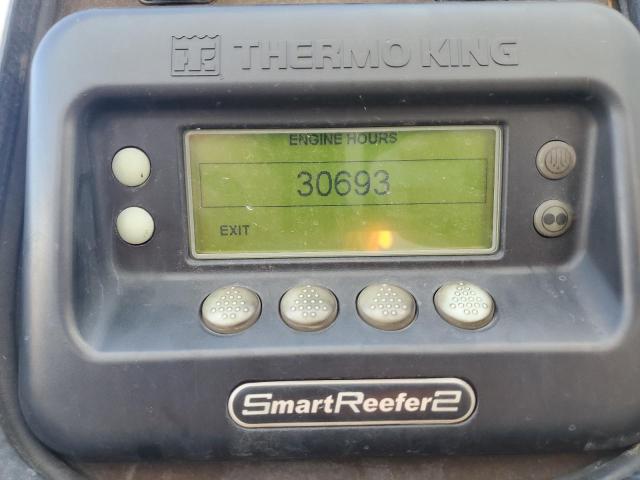 THERMO KING
ENGINE HOURS
30693
EXIT
SmartReefer2